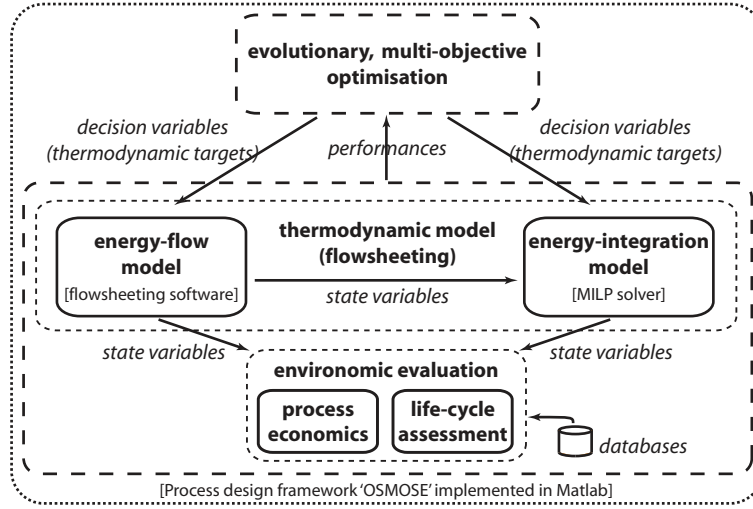 evolutionary, multi-objective
optimisation
decision variables
(thermodynamic targets)
performances
decision variables
(thermodynamic targets)
energy-flow
model
[flowsheeting software]
thermodynamic model
(flowsheeting)
state variables
energy-integration
model
[MILP solver]
state variables
state variables
environomic evaluation
process
economics
life-cycle
assessment
databases
[Process design framework 'OSMOSE' implemented in Matlab]